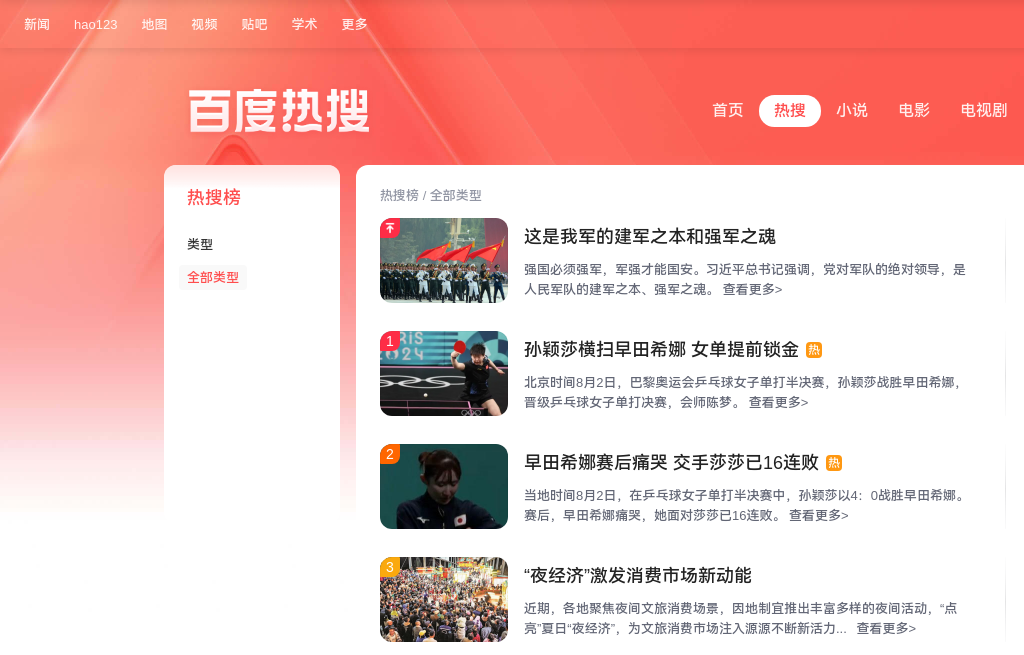 新闻 hao123 地图 视频 贴吧 学术 更多
百度热搜
首页 热搜 小说 电影 电视剧
热搜榜
类型
全部类型
热搜榜 / 全部类型
这是我军的建军之本和强军之魂
强国必须强军，军强才能国安。习近平总书记强调，党对军队的绝对领导，是
人民军队的建军之本、强军之魂。 查看更多>
1
孙颖莎横扫早田希娜 女单提前锁金 热
北京时间8月2日，巴黎奥运会乒乓球女子单打半决赛，孙颖莎战胜早田希娜，
晋级乒乓球女子单打决赛，会师陈梦。 查看更多>
2
早田希娜赛后痛哭 交手莎莎已16连败 热
当地时间8月2日，在乒乓球女子单打半决赛中，孙颖莎以4：0战胜早田希娜。
赛后，早田希娜痛哭，她面对莎莎已16连败。 查看更多>
3
“夜经济”激发消费市场新动能
近期，各地聚焦夜间文旅消费场景，因地制宜推出丰富多样的夜间活动，“点
亮”夏日“夜经济”，为文旅消费市场注入源源不断新活力... 查看更多>